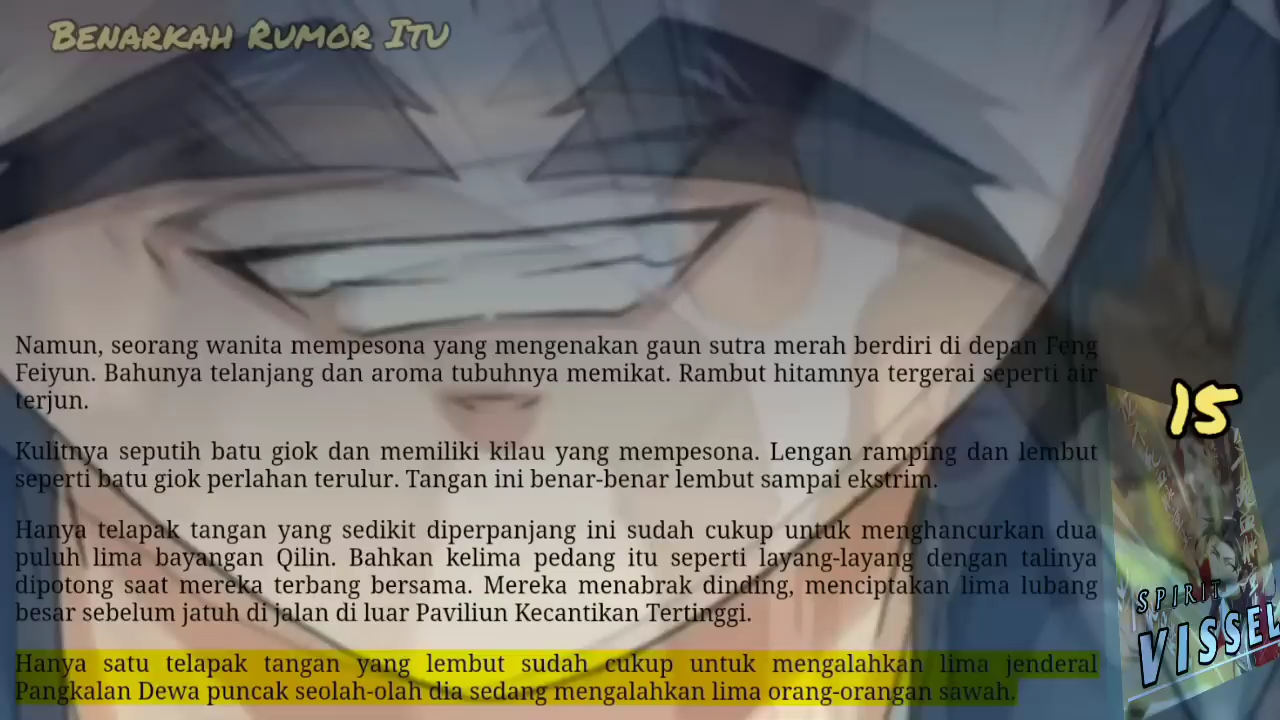 Benarkah Rumor Itu
Namun, seorang wanita mempesona yang mengenakan gaun sutra merah berdiri di depan Feng
Feiyun. Bahunya telanjang dan aroma tubuhnya memikat. Rambut hitamnya tergerai seperti air
terjun.
Kulitnya seputih batu giok dan memiliki kilau yang mempesona. Lengan ramping dan lembut
seperti batu giok perlahan terulur. Tangan ini benar-benar lembut sampai ekstrim.
Hanya telapak tangan yang sedikit diperpanjang ini sudah cukup untuk menghancurkan dua
puluh lima bayangan Qilin. Bahkan kelima pedang itu seperti layang-layang dengan talinya
dipotong saat mereka terbang bersama. Mereka menabrak dinding, menciptakan lima lubang
besar sebelum jatuh di jalan di luar Paviliun Kecantikan Tertinggi.
Hanya satu telapak tangan yang lembut sudah cukup untuk mengalahkan lima jenderal
Pangkalan Dewa puncak seolah-olah dia sedang mengalahkan lima orang-orangan sawah.
15
SPIRIT
VISSEL